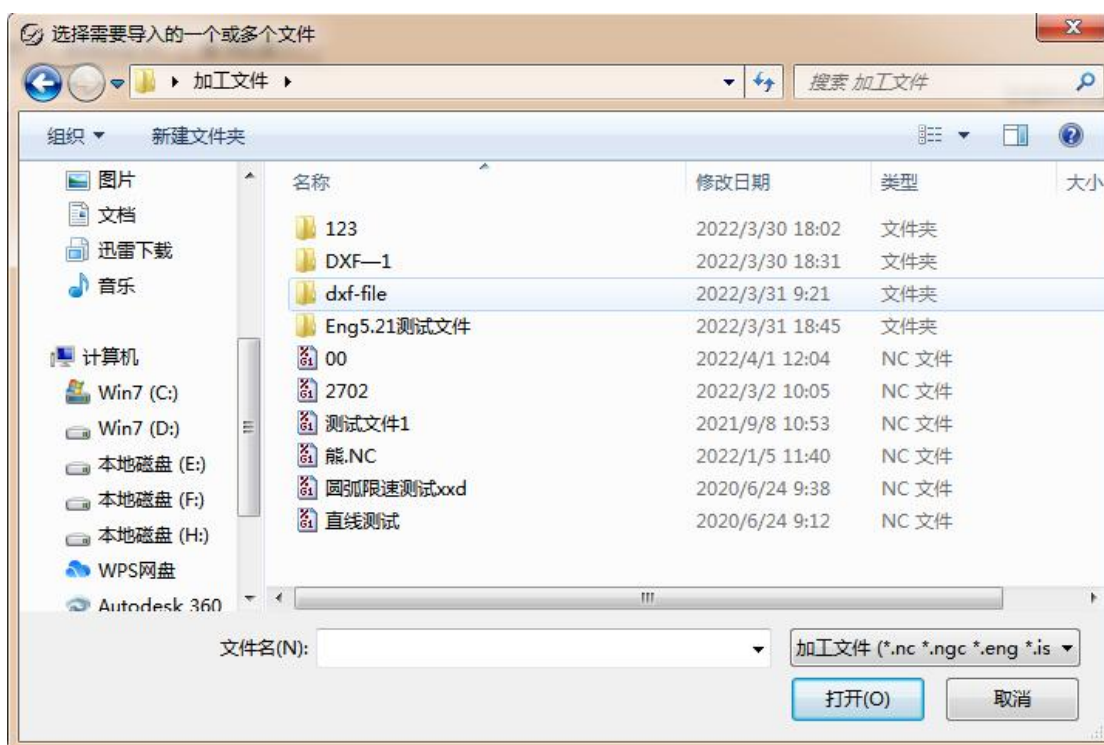 选择需要导入的一个或多个文件
加工文件
搜索 加工文件
组织 新建文件夹
名称 修改日期 类型 大小
图片
文档
迅雷下载
音乐
计算机
Win7 (C:)
Win7 (D:)
本地磁盘 (E:)
本地磁盘 (F:)
本地磁盘 (H:)
WPS网盘
Autodesk 360
123 2022/3/30 18:02 文件夹
DXF—1 2022/3/30 18:31 文件夹
dxf-file 2022/3/31 9:21 文件夹
Eng5.21测试文件 2022/3/31 18:45 文件夹
00 2022/4/1 12:04 NC 文件
2702 2022/3/2 10:05 NC 文件
测试文件1 2021/9/8 10:53 NC 文件
熊.NC 2022/1/5 11:40 NC 文件
圆弧限速测试xxd 2020/6/24 9:38 NC 文件
直线测试 2020/6/24 9:12 NC 文件
文件名(N): 加工文件 (*.nc *.ngc *.eng *.is
打开(O) 取消